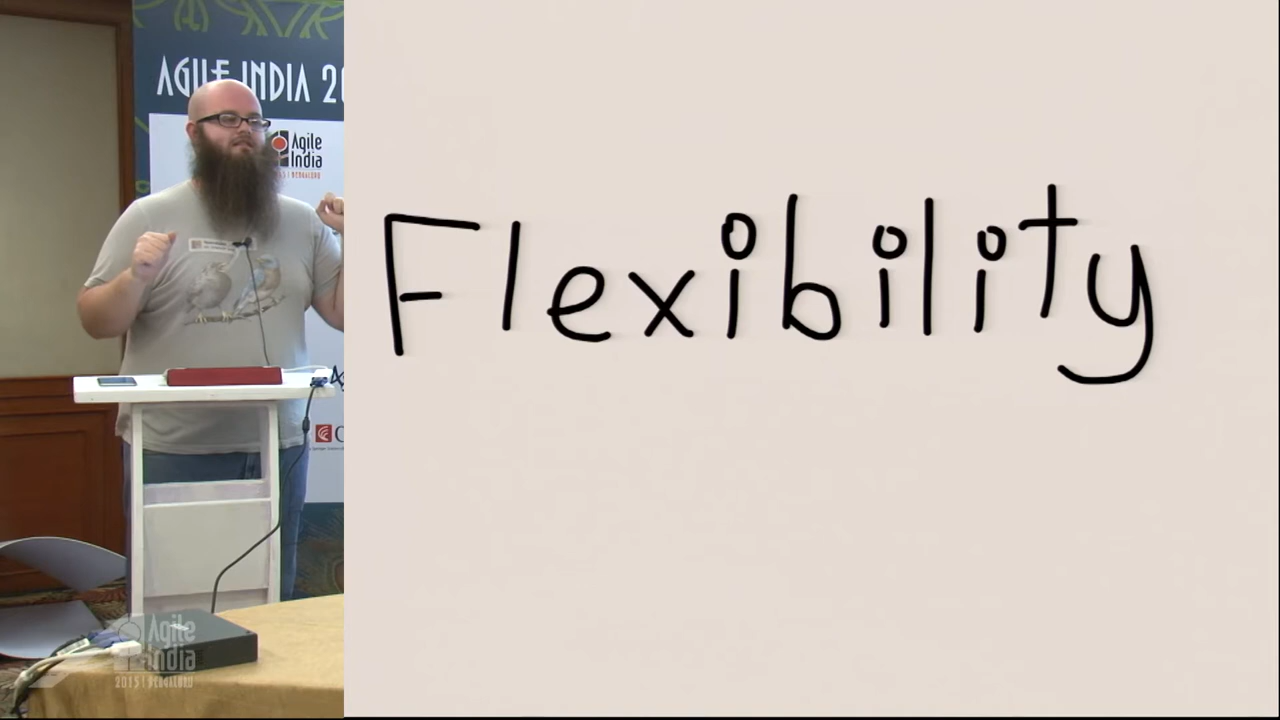 AGILE INDIA 20
Agile
India
Flexibility
Agile
India
2015 | BENGALURU